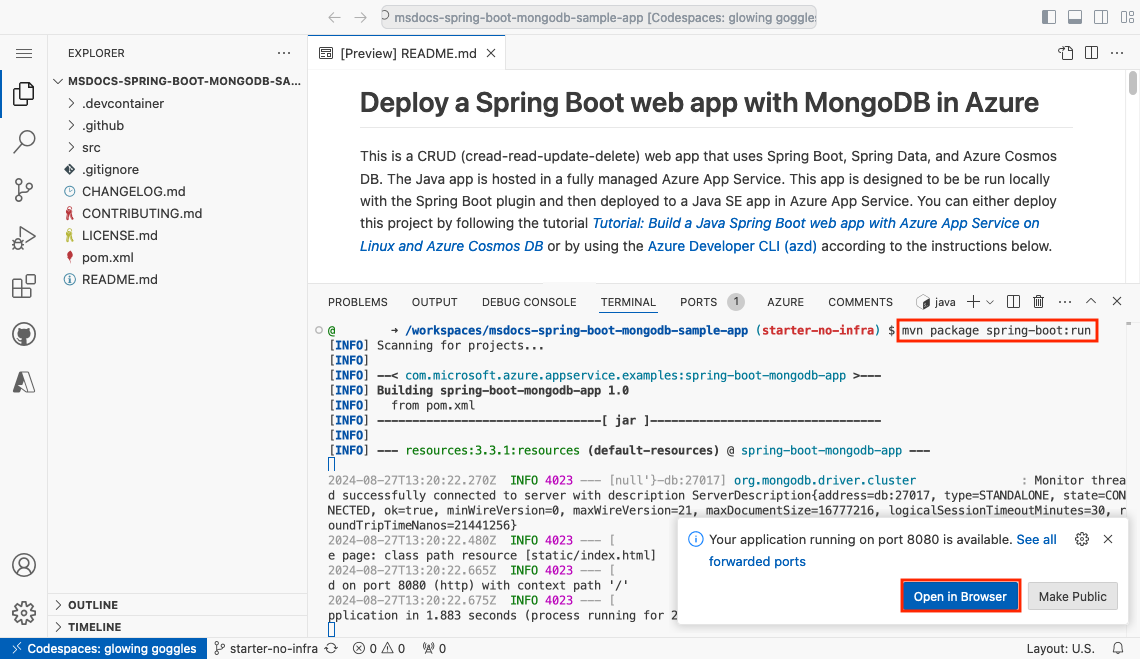 msdocs-spring-boot-mongodb-sample-app [Codespaces: glowing goggles
EXPLORER
MSDOCS-SPRING-BOOT-MONGODB-SA...
.devcontainer
.github
src
.gitignore
CHANGELOG.md
CONTRIBUTING.md
LICENSE.md
pom.xml
README.md
OUTLINE
TIMELINE
[Preview] README.md
Deploy a Spring Boot web app with MongoDB in Azure
This is a CRUD (cread-read-update-delete) web app that uses Spring Boot, Spring Data, and Azure Cosmos
DB. The Java app is hosted in a fully managed Azure App Service. This app is designed to be be run locally
with the Spring Boot plugin and then deployed to a Java SE app in Azure App Service. You can either deploy
this project by following the tutorial Tutorial: Build a Java Spring Boot web app with Azure App Service on
Linux and Azure Cosmos DB or by using the Azure Developer CLI (azd) according to the instructions below.
PROBLEMS OUTPUT DEBUG CONSOLE TERMINAL PORTS 1 AZURE COMMENTS java
@ → /workspaces/msdocs-spring-boot-mongodb-sample-app (starter-no-infra) $ mvn package spring-boot:run
[INFO] Scanning for projects...
[INFO]
[INFO] --< com.microsoft.azure.appservice.examples:spring-boot-mongodb-app >---
[INFO] Building spring-boot-mongodb-app 1.0
[INFO] from pom.xml
[INFO] --------------------------------[ jar ]---------------------------------
[INFO]
[INFO] --- resources:3.3.1:resources (default-resources) @ spring-boot-mongodb-app ---
2024-08-27T13:20:22.270Z INFO 4023 --- [null'}-db:27017] org.mongodb.driver.cluster : Monitor threa
d successfully connected to server with description ServerDescription{address=db:27017, type=STANDALONE, state=CON
NECTED, ok=true, minWireVersion=0, maxWireVersion=21, maxDocumentSize=16777216, logicalSessionTimeoutMinutes=30, r
oundTripTimeNanos=21441256}
2024-08-27T13:20:22.480Z INFO 4023 --- [
e page: class path resource [static/index.html]
2024-08-27T13:20:22.665Z INFO 4023 --- [
d on port 8080 (http) with context path '/'
2024-08-27T13:20:22.675Z INFO 4023 --- [
pplication in 1.883 seconds (process running for 2
Your application running on port 8080 is available. See all
forwarded ports
Open in Browser Make Public
Codespaces: glowing goggles starter-no-infra 0 0 0 Layout: U.S.